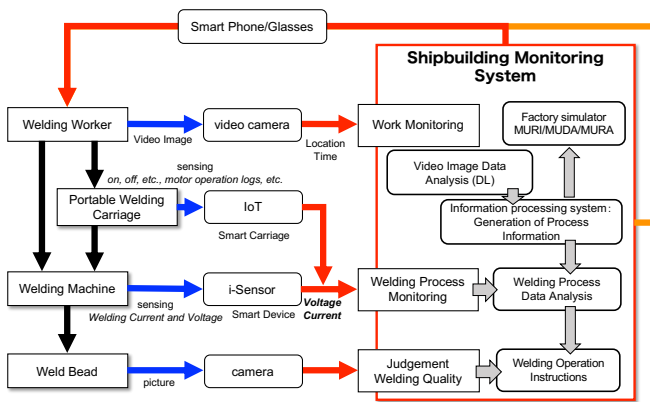 Smart Phone/Glasses
Shipbuilding Monitoring
System
Factory simulator
MURI/MUDA/MURA
Welding Worker
Video Image
video camera
Location
Time
Work Monitoring
Video Image Data
Analysis (DL)
sensing
on, off, etc., motor operation logs, etc.
Portable Welding
Carriage
IoT
Smart Carriage
Information processing system:
Generation of Process
Information
Welding Machine
sensing
Welding Current and Voltage
i-Sensor
Smart Device
Voltage
Current
Welding Process
Monitoring
Welding Process
Data Analysis
Weld Bead
picture
camera
Judgement
Welding Quality
Welding Operation
Instructions